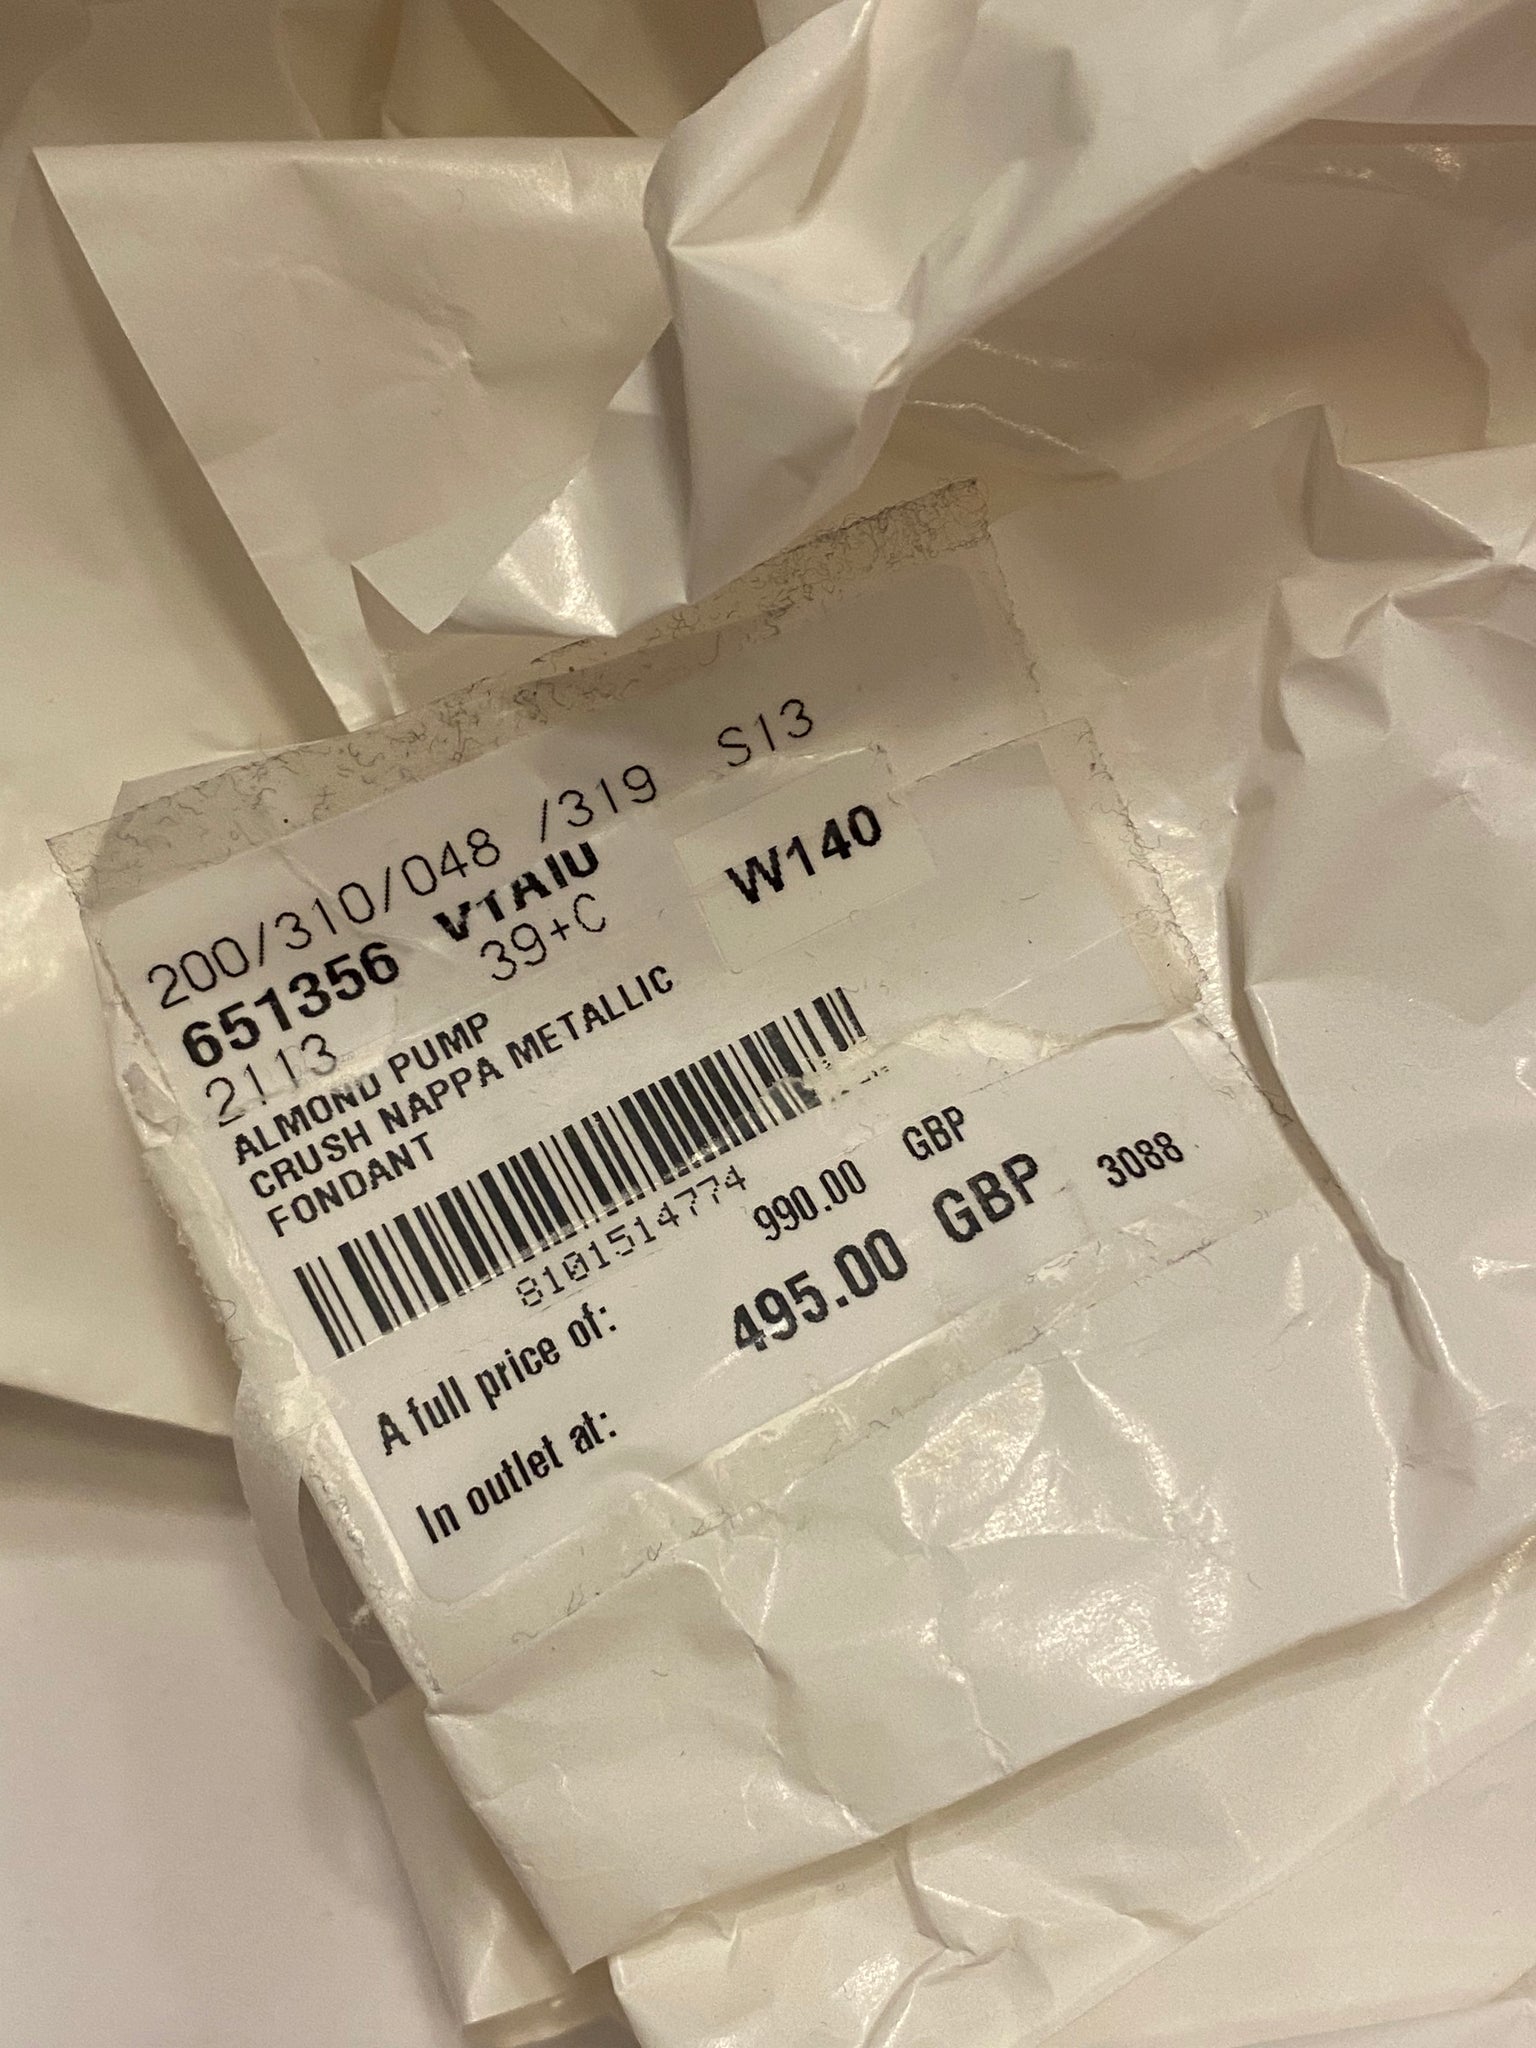 200/310/048 /319 S13
651356 W140
2113 39+C
ALMOND PUMP
CRUSH NAPPA METALLIC
FONDANT
8101514774
A full price of: 990.00 GBP
In outlet at: 495.00 GBP 3088